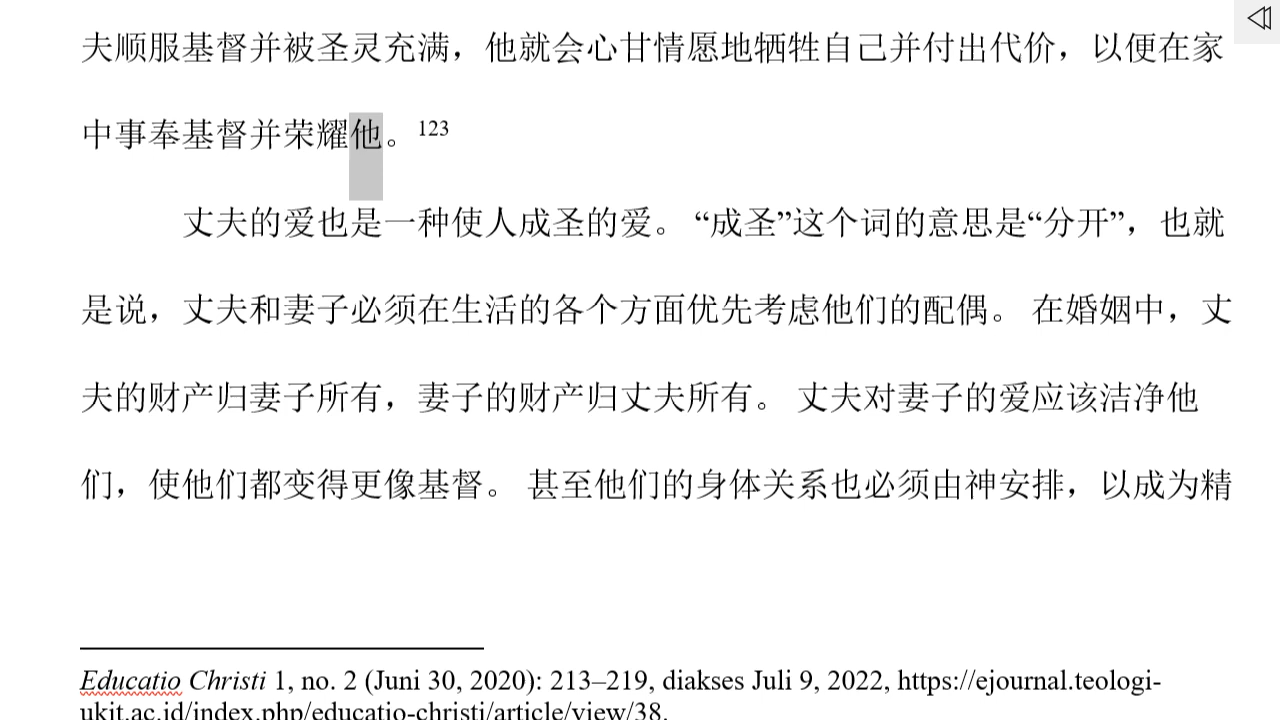 夫顺服基督并被圣灵充满，他就会心甘情愿地牺牲自己并付出代价，以便在家
中事奉基督并荣耀他。123
丈夫的爱也是一种使人成圣的爱。 “成圣”这个词的意思是“分开”，也就
是说，丈夫和妻子必须在生活的各个方面优先考虑他们的配偶。 在婚姻中，丈
夫的财产归妻子所有，妻子的财产归丈夫所有。 丈夫对妻子的爱应该洁净他
们，使他们都变得更像基督。 甚至他们的身体关系也必须由神安排，以成为精
Educatio Christi 1, no. 2 (Juni 30, 2020): 213–219, diakses Juli 9, 2022, https://ejournal.teologi-
ukit.ac.id/index.php/educatio-christi/article/view/38.